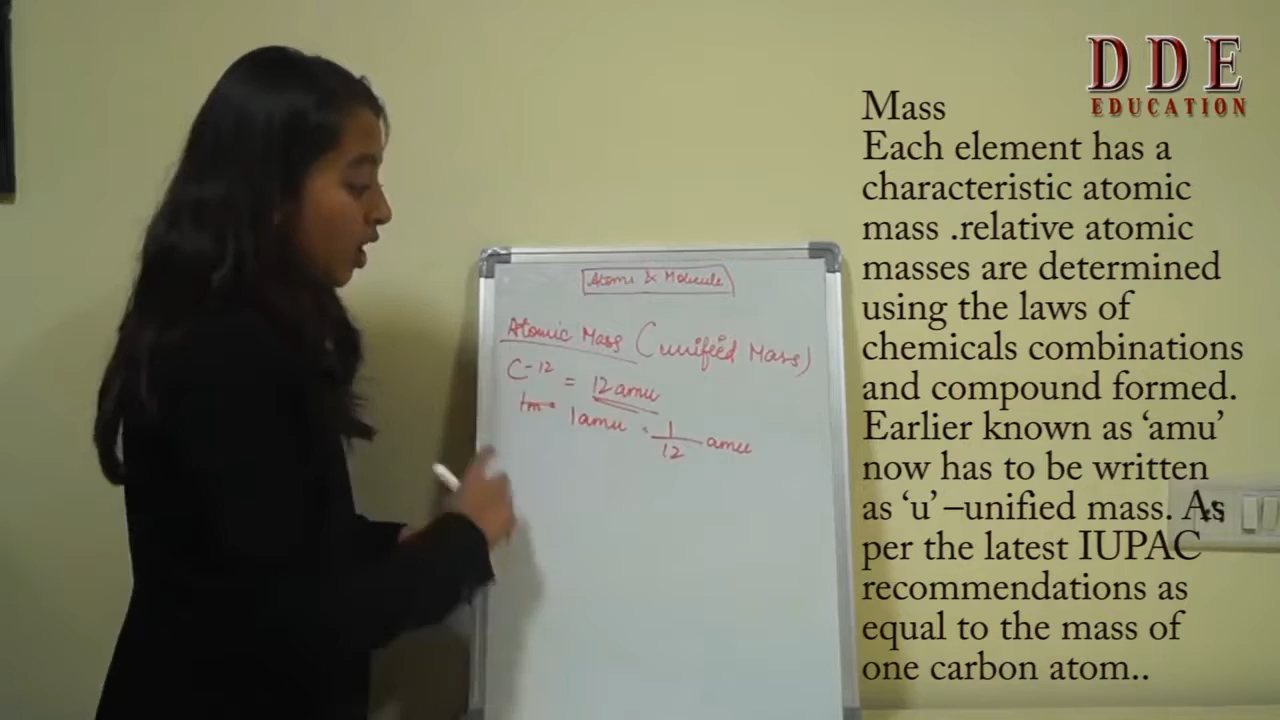 DDE
EDUCATION
Mass
Each element has a
characteristic atomic
mass .relative atomic
masses are determined
using the laws of
chemicals combinations
and compound formed.
Earlier known as ‘amu’
now has to be written
as ‘u’ –unified mass. As
per the latest IUPAC
recommendations as
equal to the mass of
one carbon atom..
Atoms & Molecule
Atomic Mass (unified Mass)
C-12 = 12amu
1amu = 1/12 amu